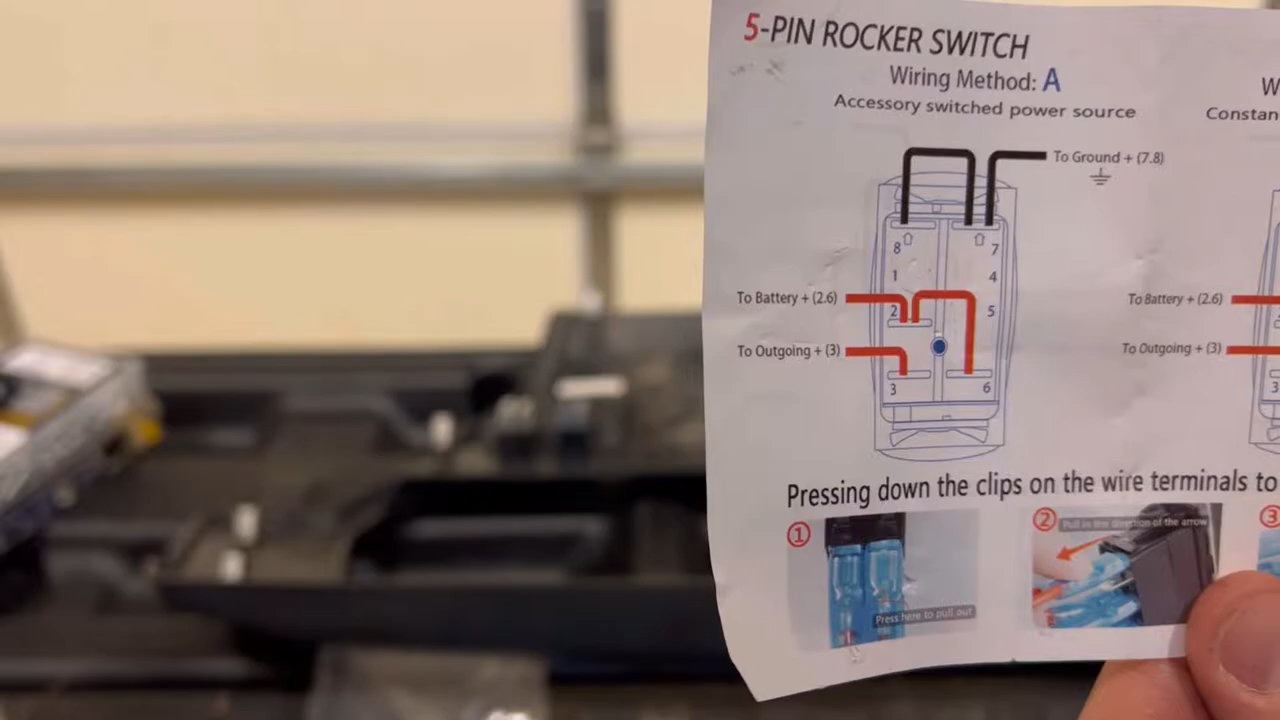 5-PIN ROCKER SWITCH
Wiring Method: A
Accessory switched power source
Constan
To Ground + (7.8)
8
7
1
4
To Battery + (2.6)
2
5
To Battery + (2.6)
To Outgoing + (3)
To Outgoing + (3)
3
6
3
Pressing down the clips on the wire terminals to
1
2
Pull in the direction of the arrow
3
Press here to pull out